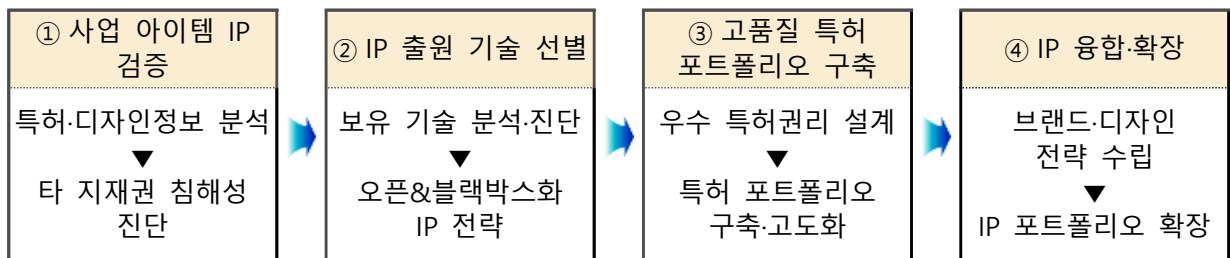 ① 사업 아이템 IP
검증
특허·디자인정보 분석
▼
타 지재권 침해성
진단
② IP 출원 기술 선별
보유 기술 분석·진단
▼
오픈&블랙박스화
IP 전략
③ 고품질 특허
포트폴리오 구축
우수 특허권리 설계
▼
특허 포트폴리오
구축·고도화
④ IP 융합·확장
브랜드·디자인
전략 수립
▼
IP 포트폴리오 확장